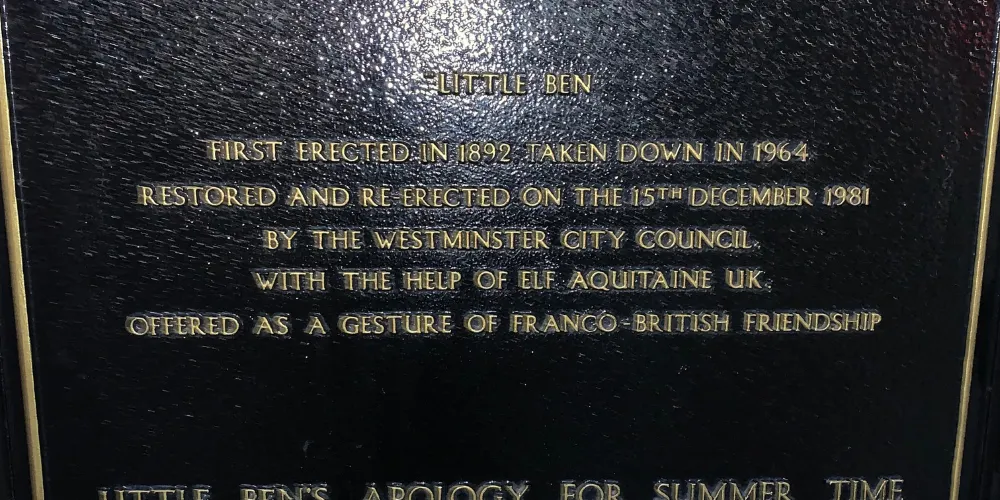 "LITTLE BEN
FIRST ERECTED IN 1892 TAKEN DOWN IN 1964
RESTORED AND RE-ERECTED ON THE 15TH DECEMBER 1981
BY THE WESTMINSTER CITY COUNCIL.
WITH THE HELP OF ELF AQUITAINE UK.
OFFERED AS A GESTURE OF FRANCO-BRITISH FRIENDSHIP
LITTLE BEN'S APOLOGY FOR SUMMER TIME